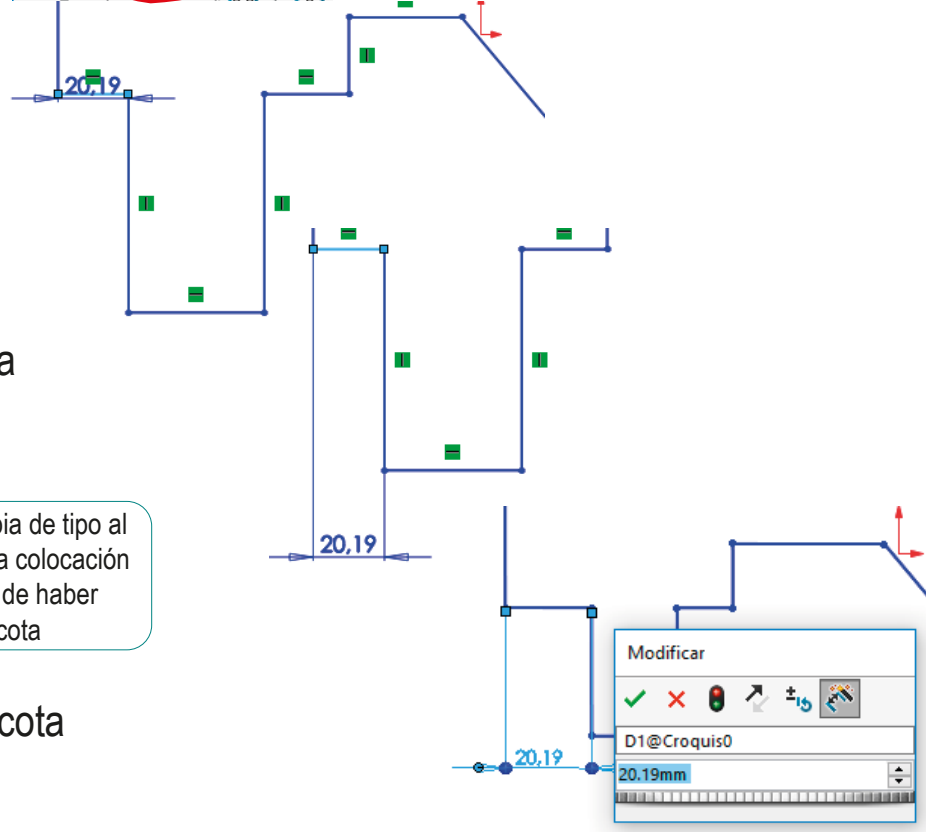 20,19
a
bia de tipo al
a colocación
20,19
de haber
cota
cota
Modificar
D1@Croquis0
20,19
20.19mm